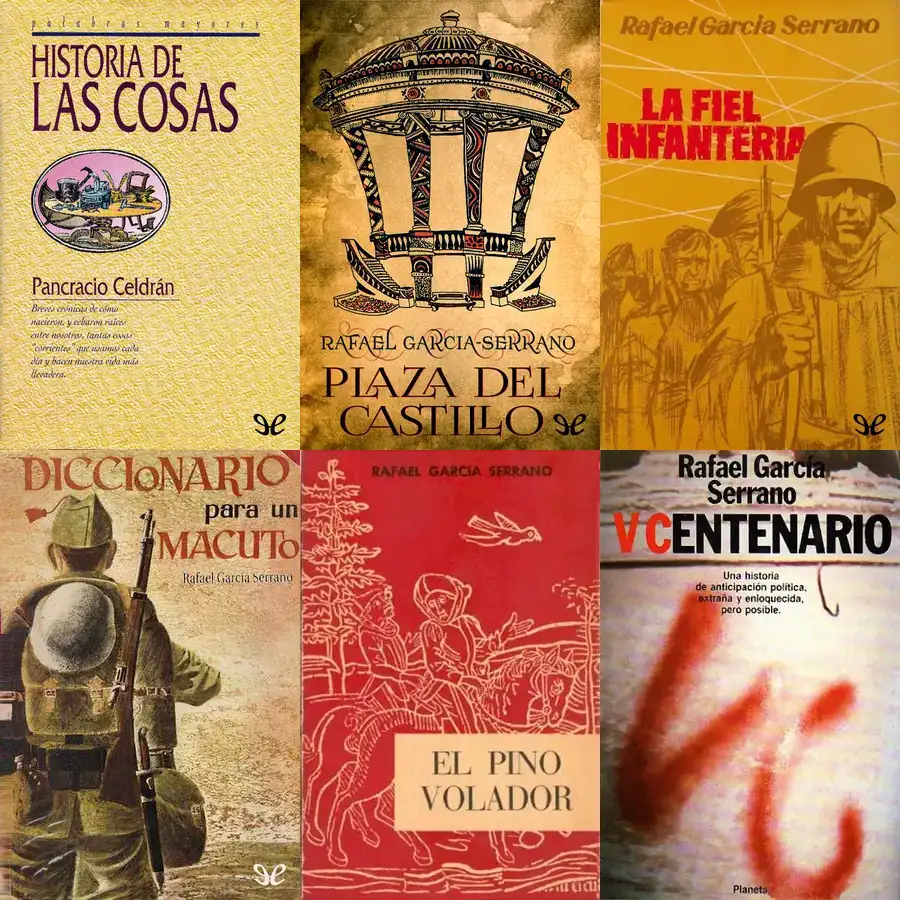 palabras mayores
HISTORIA DE
LAS COSAS
Pancracio Celdrán
Breves crónicas de cómo
nacieron, y echaron raíces
entre nosotros, tantas cosas
"corrientes" que usamos cada
día y hacen nuestra vida más
llevadera.
RAFAEL GARCIA-SERRANO
PLAZA DEL
CASTILLO
Rafael García Serrano
LA FIEL
INFANTERIA
DICCIONARIO
para un
MACUTO
Rafael García Serrano
RAFAEL GARCÍA SERRANO
EL PINO
VOLADOR
Rafael García
Serrano
V CENTENARIO
Una historia
de anticipación política,
extraña y enloquecida,
pero posible.
Planeta